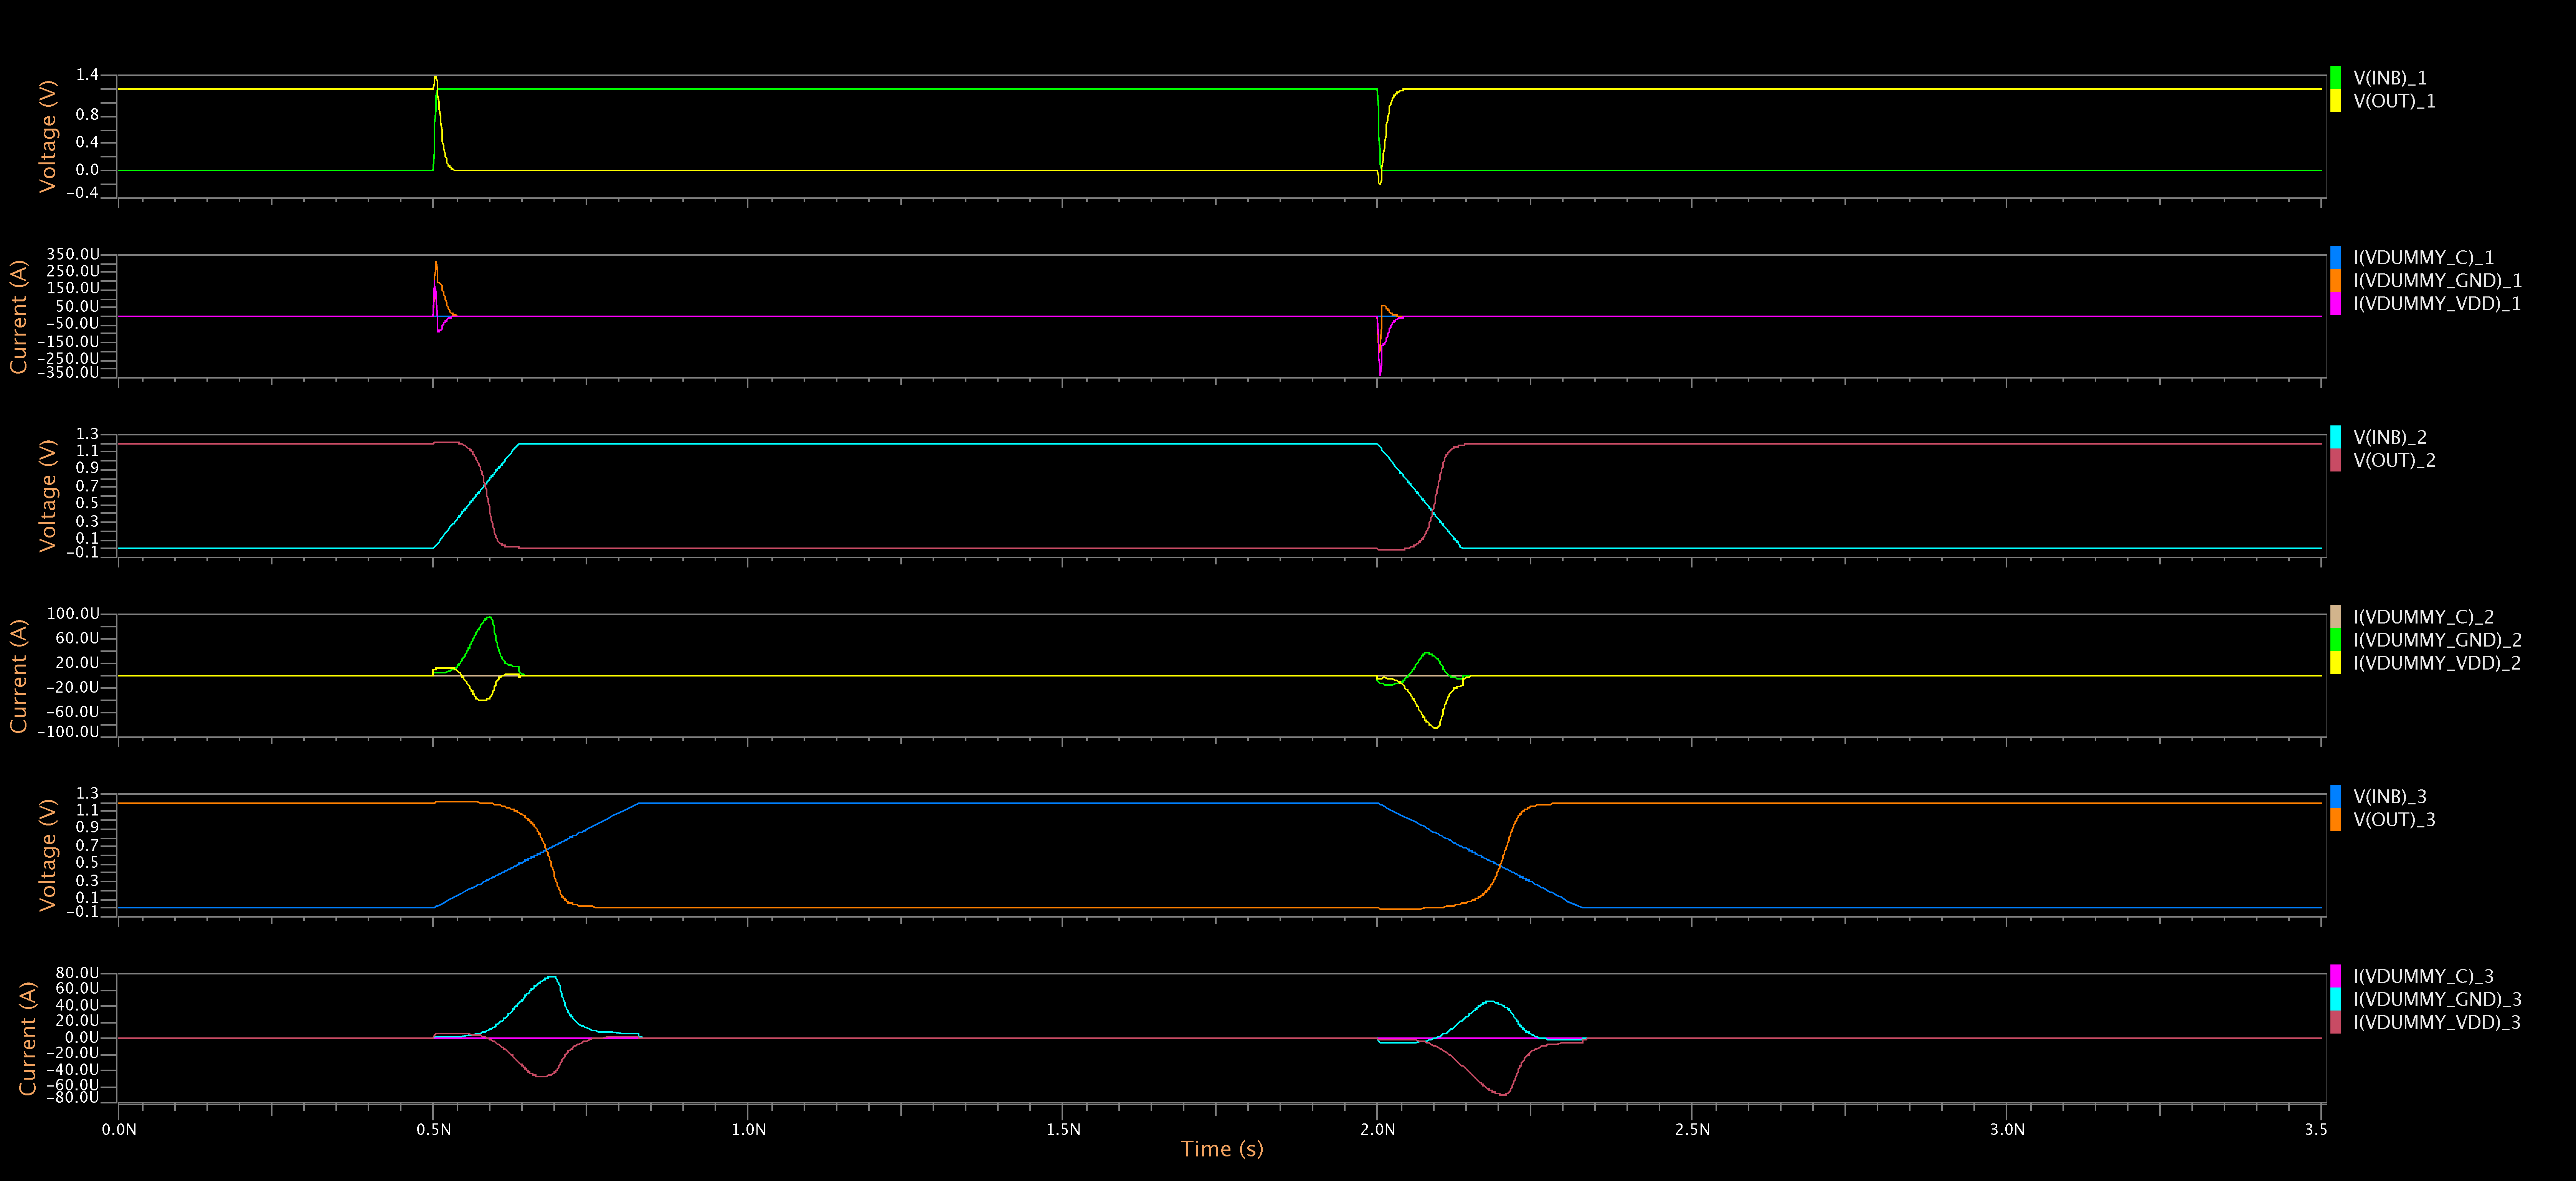 Voltage (V)
1.4
0.8
0.4
0.0
-0.4
V(INB)_1
V(OUT)_1
Current (A)
350.0U
250.0U
150.0U
50.0U
-50.0U
-150.0U
-250.0U
-350.0U
I(VDUMMY_C)_1
I(VDUMMY_GND)_1
I(VDUMMY_VDD)_1
Voltage (V)
1.3
1.1
0.9
0.7
0.5
0.3
0.1
-0.1
V(INB)_2
V(OUT)_2
Current (A)
100.0U
60.0U
20.0U
-20.0U
-60.0U
-100.0U
I(VDUMMY_C)_2
I(VDUMMY_GND)_2
I(VDUMMY_VDD)_2
Voltage (V)
1.3
1.1
0.9
0.7
0.5
0.3
0.1
-0.1
V(INB)_3
V(OUT)_3
Current (A)
80.0U
60.0U
40.0U
20.0U
0.0U
-20.0U
-40.0U
-60.0U
-80.0U
I(VDUMMY_C)_3
I(VDUMMY_GND)_3
I(VDUMMY_VDD)_3
0.0N 0.5N 1.0N 1.5N 2.0N 2.5N 3.0N 3.5
Time (s)